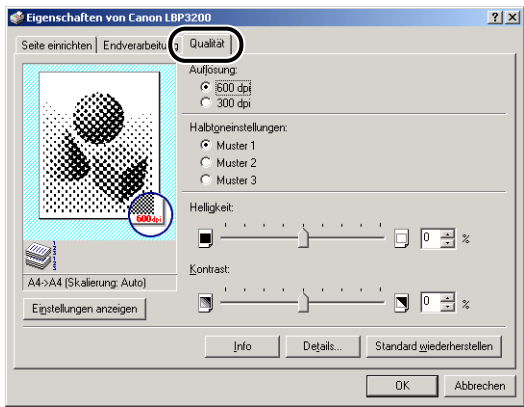 Eigenschaften von Canon LBP3200
Seite einrichten Endverarbeitung Qualität
Auflösung:
600 dpi
300 dpi
Halbtoneinstellungen:
Muster 1
Muster 2
Muster 3
600dpi
Helligkeit:
0 %
A4->A4 (Skalierung: Auto)
Kontrast:
0 %
Einstellungen anzeigen
Info Details... Standard wiederherstellen
OK Abbrechen